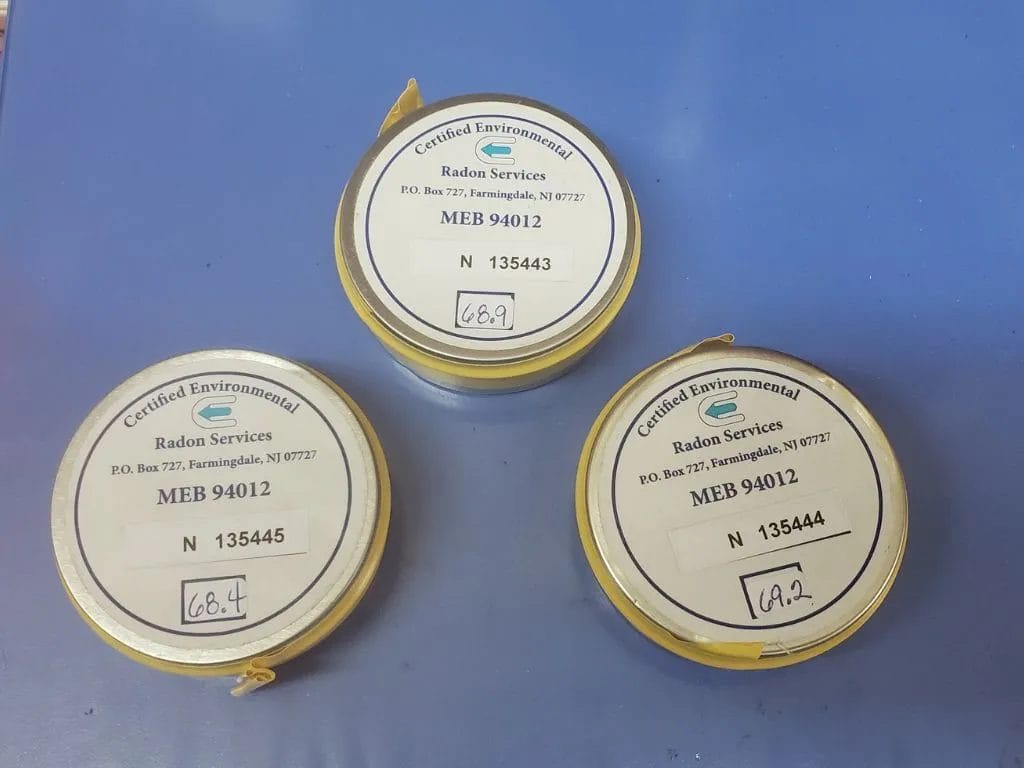 Certified Environmental
Radon Services
P.O. Box 727, Farmingdale, NJ 07727
MEB 94012
N 135443
68.9
Certified Environmental
Radon Services
P.O. Box 727, Farmingdale, NJ 07727
MEB 94012
N 135445
68.4
Certified Environmental
Radon Services
P.O. Box 727, Farmingdale, NJ 07727
MEB 94012
N 135444
69.2